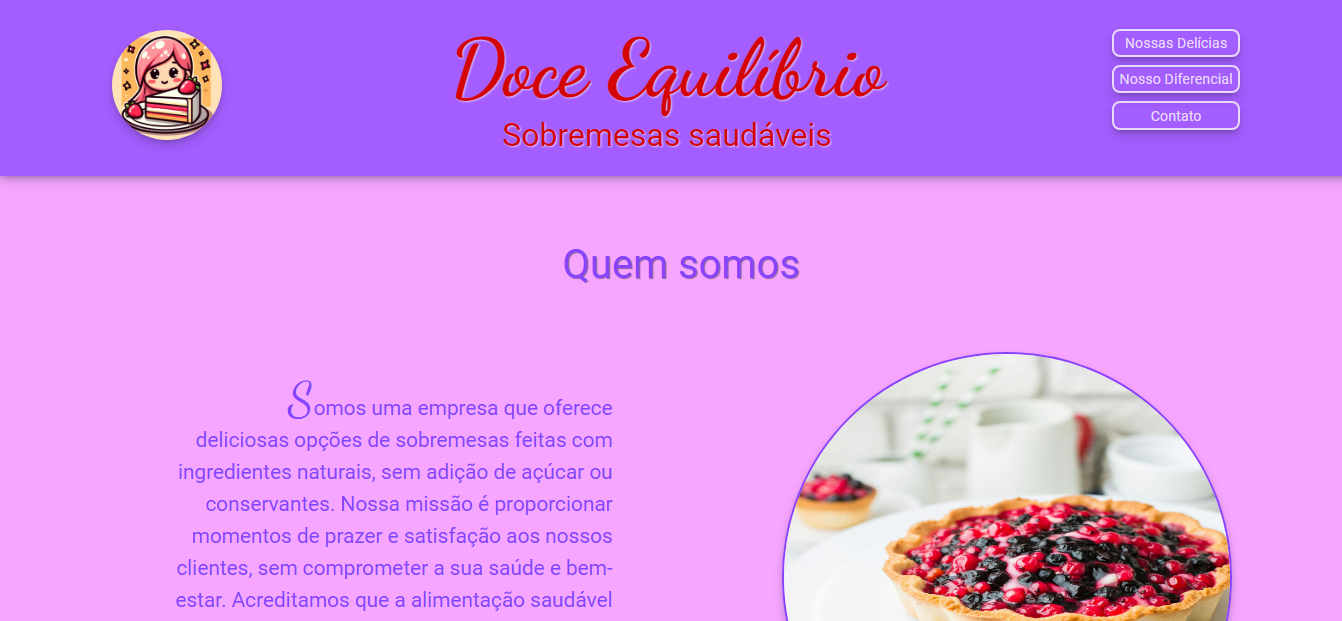 Doce Equilíbrio
Sobremesas saudáveis
Nossas Delícias
Nosso Diferencial
Contato
Quem somos
Somos uma empresa que oferece
deliciosas opções de sobremesas feitas com
ingredientes naturais, sem adição de açúcar ou
conservantes. Nossa missão é proporcionar
momentos de prazer e satisfação aos nossos
clientes, sem comprometer a sua saúde e bem-
estar. Acreditamos que a alimentação saudável